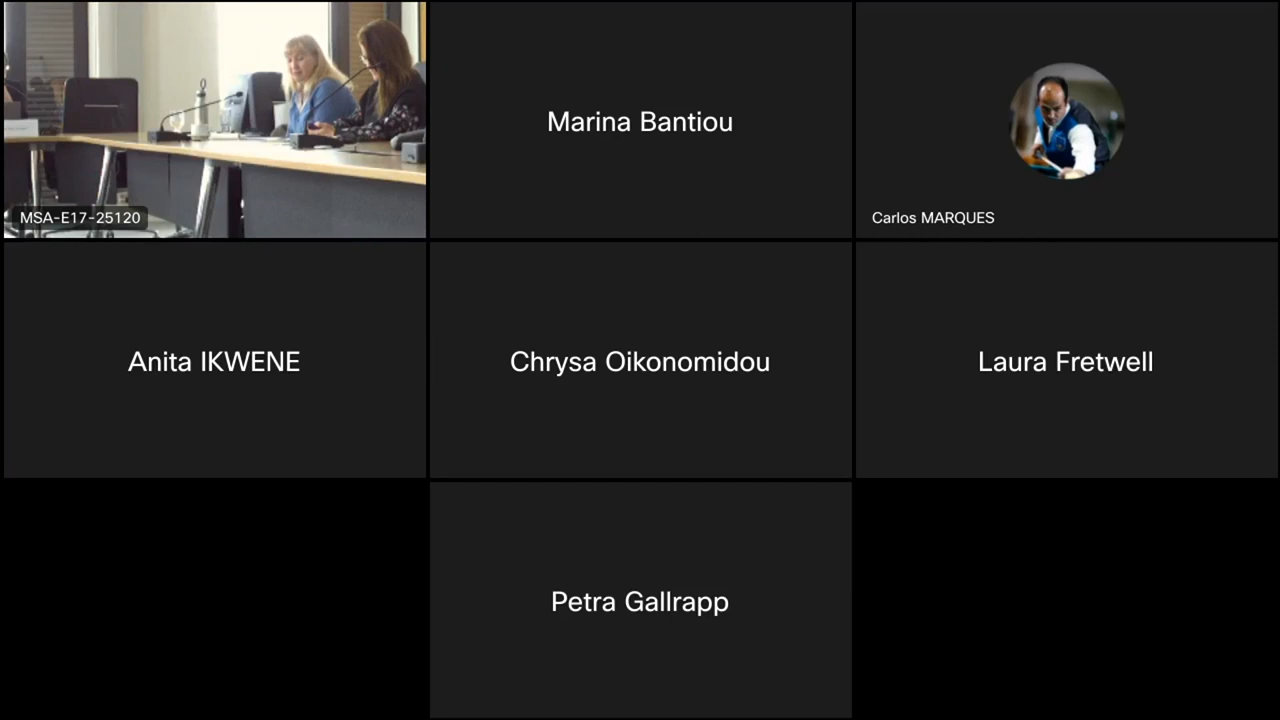 MSA-E17-25120
Marina Bantiou
Carlos MARQUES
Anita IKWENE
Chrysa Oikonomidou
Laura Fretwell
Petra Gallrapp